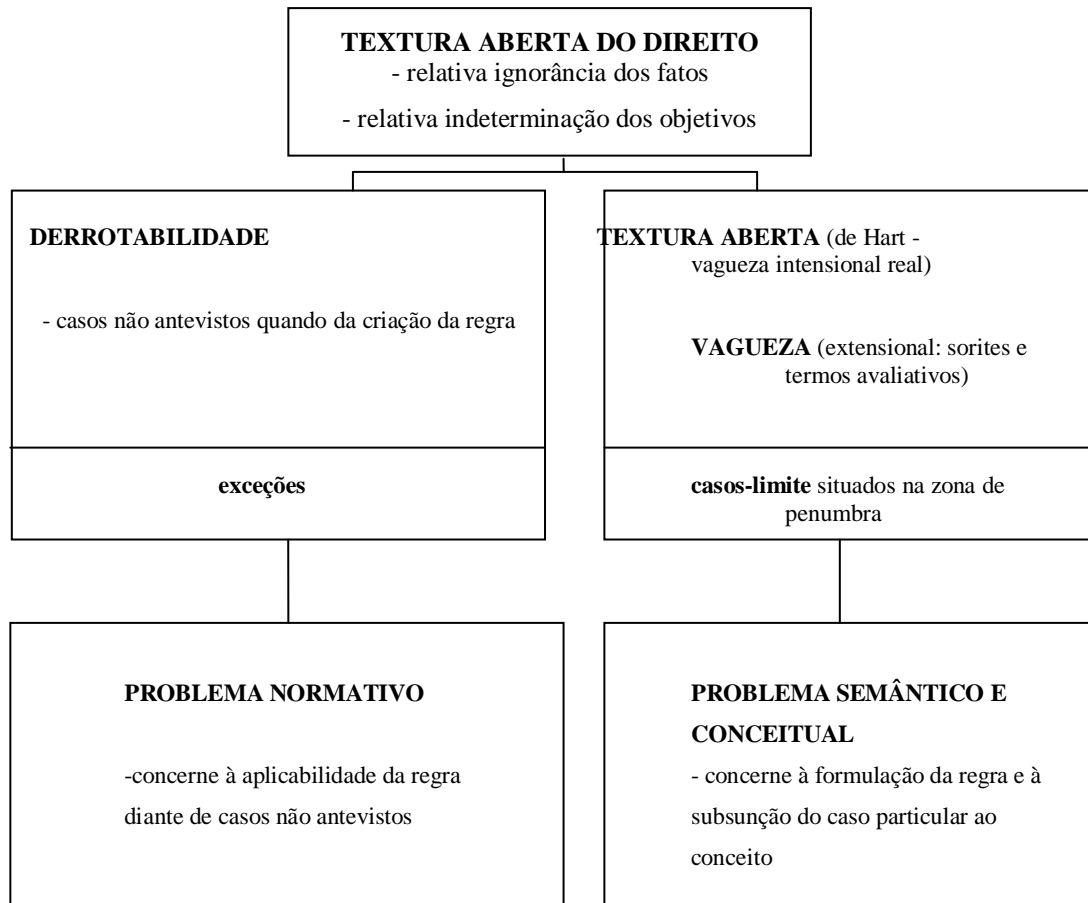 TEXTURA ABERTA DO DIREITO
- relativa ignorância dos fatos
- relativa indeterminação dos objetivos
DERROTABILIDADE
- casos não antevistos quando da criação da regra
exceções
TEXTURA ABERTA (de Hart -
vagueza intensional real)
VAGUEZA (extensional: sorites e
termos avaliativos)
casos-limite situados na zona de
penumbra
PROBLEMA NORMATIVO
-concerne à aplicabilidade da regra
diante de casos não antevistos
PROBLEMA SEMÂNTICO E
CONCEITUAL
- concerne à formulação da regra e à
subsunção do caso particular ao
conceito